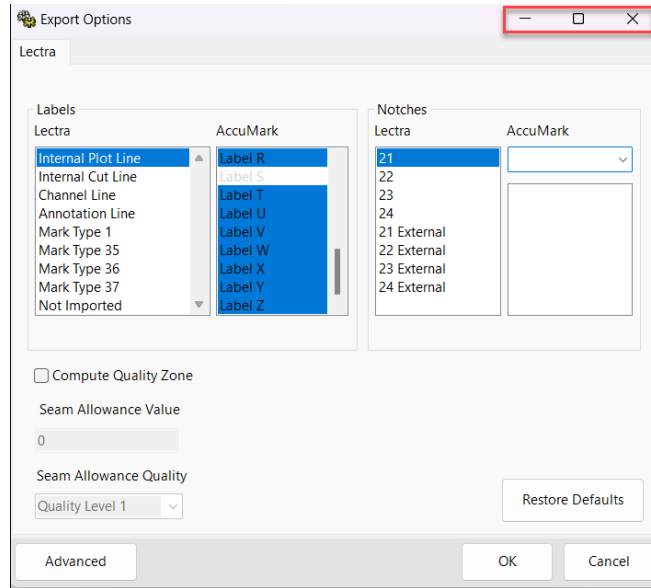 Export Options
Lectra
Labels
Lectra
AccuMark
Internal Plot Line
Internal Cut Line
Channel Line
Annotation Line
Mark Type 1
Mark Type 35
Mark Type 36
Mark Type 37
Not Imported
Label R
Label S
Label T
Label U
Label V
Label W
Label X
Label Y
Label Z
Notches
Lectra
AccuMark
21
22
23
24
21 External
22 External
23 External
24 External
Compute Quality Zone
Seam Allowance Value
0
Seam Allowance Quality
Quality Level 1
Restore Defaults
Advanced
OK
Cancel